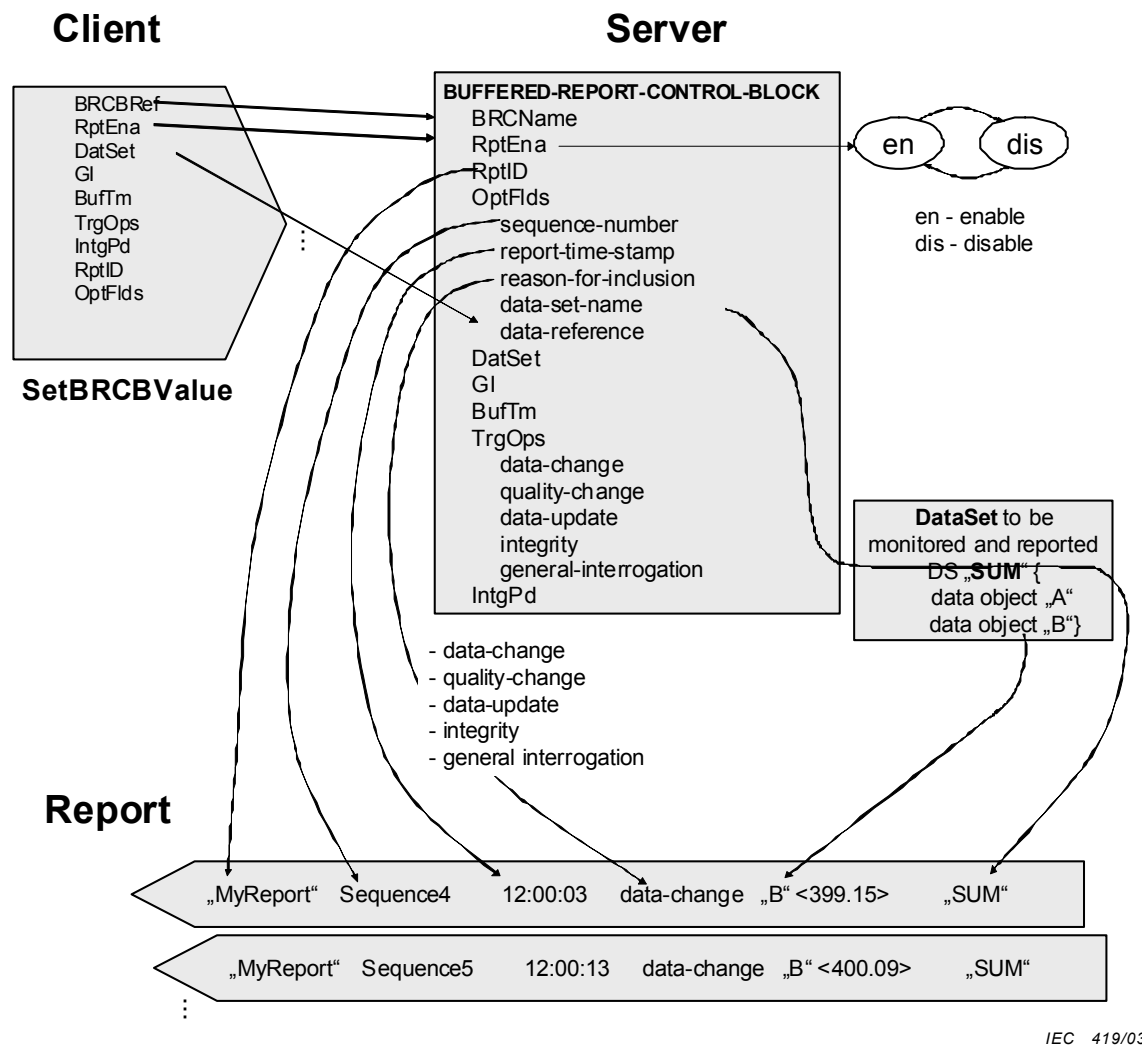 Client
Server
BRCBRef
RptEna
DatSet
GI
BufTm
TrgOps
IntgPd
RptID
OptFlds
⋮
SetBRCBValue
BUFFERED-REPORT-CONTROL-BLOCK
BRCName
RptEna
RptID
OptFlds
sequence-number
report-time-stamp
reason-for-inclusion
data-set-name
data-reference
DatSet
GI
BufTm
TrgOps
data-change
quality-change
data-update
integrity
general-interrogation
IntgPd
en
dis
en - enable
dis - disable
DataSet to be
monitored and reported
DS „SUM“ {
data object „A“
data object „B“}
- data-change
- quality-change
- data-update
- integrity
- general interrogation
Report
„MyReport“ Sequence4 12:00:03 data-change „B“ <399.15> „SUM“
„MyReport“ Sequence5 12:00:13 data-change „B“ <400.09> „SUM“
⋮
IEC 419/03